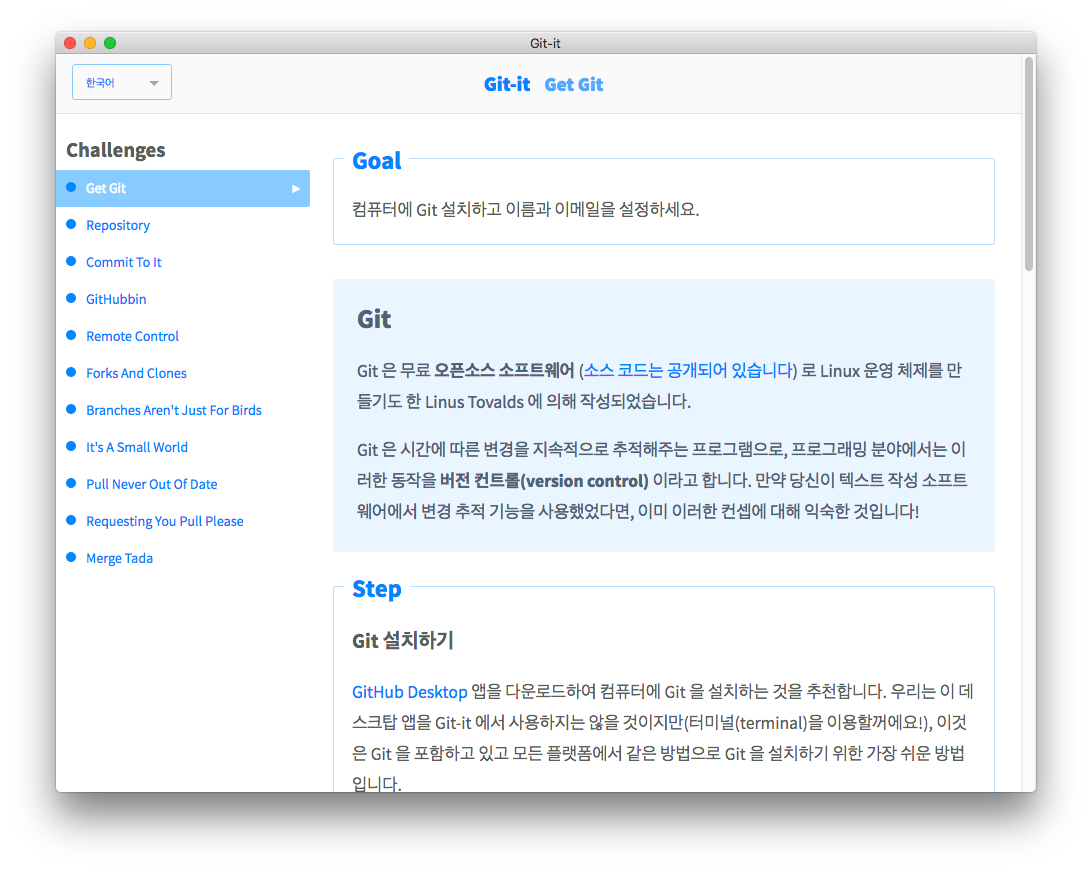 Git-it
한국어
Git-it Get Git
Challenges
Get Git
Repository
Commit To It
GitHubbin
Remote Control
Forks And Clones
Branches Aren't Just For Birds
It's A Small World
Pull Never Out Of Date
Requesting You Pull Please
Merge Tada
Goal
컴퓨터에 Git 설치하고 이름과 이메일을 설정하세요.
Git
Git 은 무료 오픈소스 소프트웨어 (소스 코드는 공개되어 있습니다) 로 Linux 운영 체제를 만
들기도 한 Linus Tovalds 에 의해 작성되었습니다.
Git 은 시간에 따른 변경을 지속적으로 추적해주는 프로그램으로, 프로그래밍 분야에서는 이
러한 동작을 버전 컨트롤(version control) 이라고 합니다. 만약 당신이 텍스트 작성 소프트
웨어에서 변경 추적 기능을 사용했었다면, 이미 이러한 컨셉에 대해 익숙한 것입니다!
Step
Git 설치하기
GitHub Desktop 앱을 다운로드하여 컴퓨터에 Git 을 설치하는 것을 추천합니다. 우리는 이 데
스크탑 앱을 Git-it 에서 사용하지는 않을 것이지만(터미널(terminal)을 이용할꺼에요!), 이것
은 Git 을 포함하고 있고 모든 플랫폼에서 같은 방법으로 Git 을 설치하기 위한 가장 쉬운 방법
입니다.